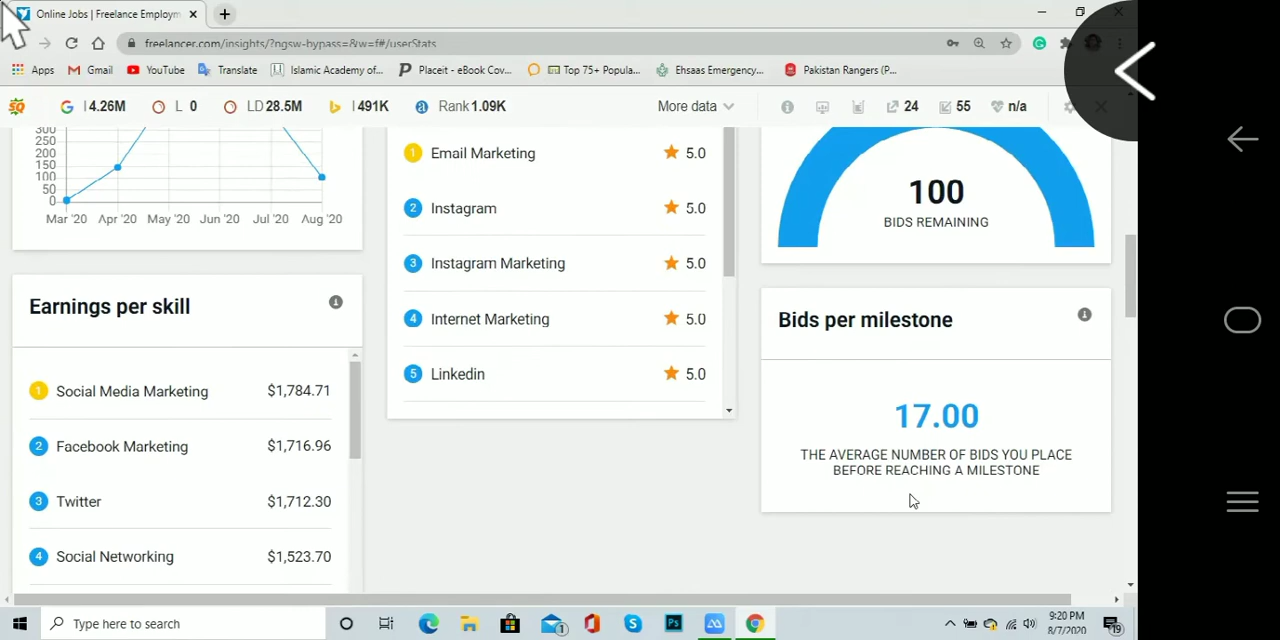 Online Jobs | Freelance Employm
freelancer.com/insights/?ngsw-bypass=&w=f#/userStats
Apps Gmail YouTube Translate Islamic Academy of... Placeit - eBook Cov... Top 75+ Popula... Ehsaas Emergency... Pakistan Rangers (P...
I 4.26M L 0 LD 28.5M I 491K Rank 1.09K More data 24 55 n/a
300
250
200
150
100
50
0
Mar '20 Apr '20 May '20 Jun '20 Jul '20 Aug '20
1 Email Marketing 5.0
2 Instagram 5.0
3 Instagram Marketing 5.0
4 Internet Marketing 5.0
5 Linkedin 5.0
100
BIDS REMAINING
Earnings per skill
1 Social Media Marketing $1,784.71
2 Facebook Marketing $1,716.96
3 Twitter $1,712.30
4 Social Networking $1,523.70
Bids per milestone
17.00
THE AVERAGE NUMBER OF BIDS YOU PLACE
BEFORE REACHING A MILESTONE
Type here to search
9:20 PM
8/7/2020
19